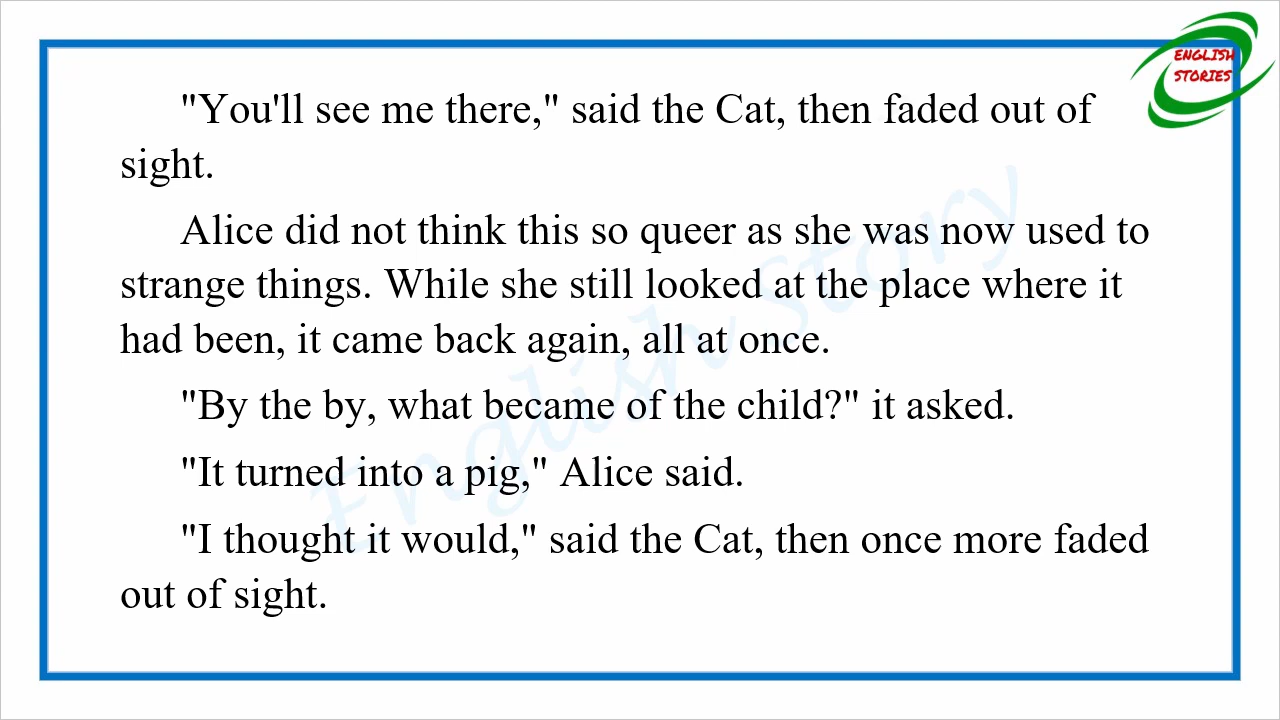 ENGLISH
STORIES
"You'll see me there," said the Cat, then faded out of
sight.
Alice did not think this so queer as she was now used to
strange things. While she still looked at the place where it
had been, it came back again, all at once.
"By the by, what became of the child?" it asked.
"It turned into a pig," Alice said.
"I thought it would," said the Cat, then once more faded
out of sight.
English Story